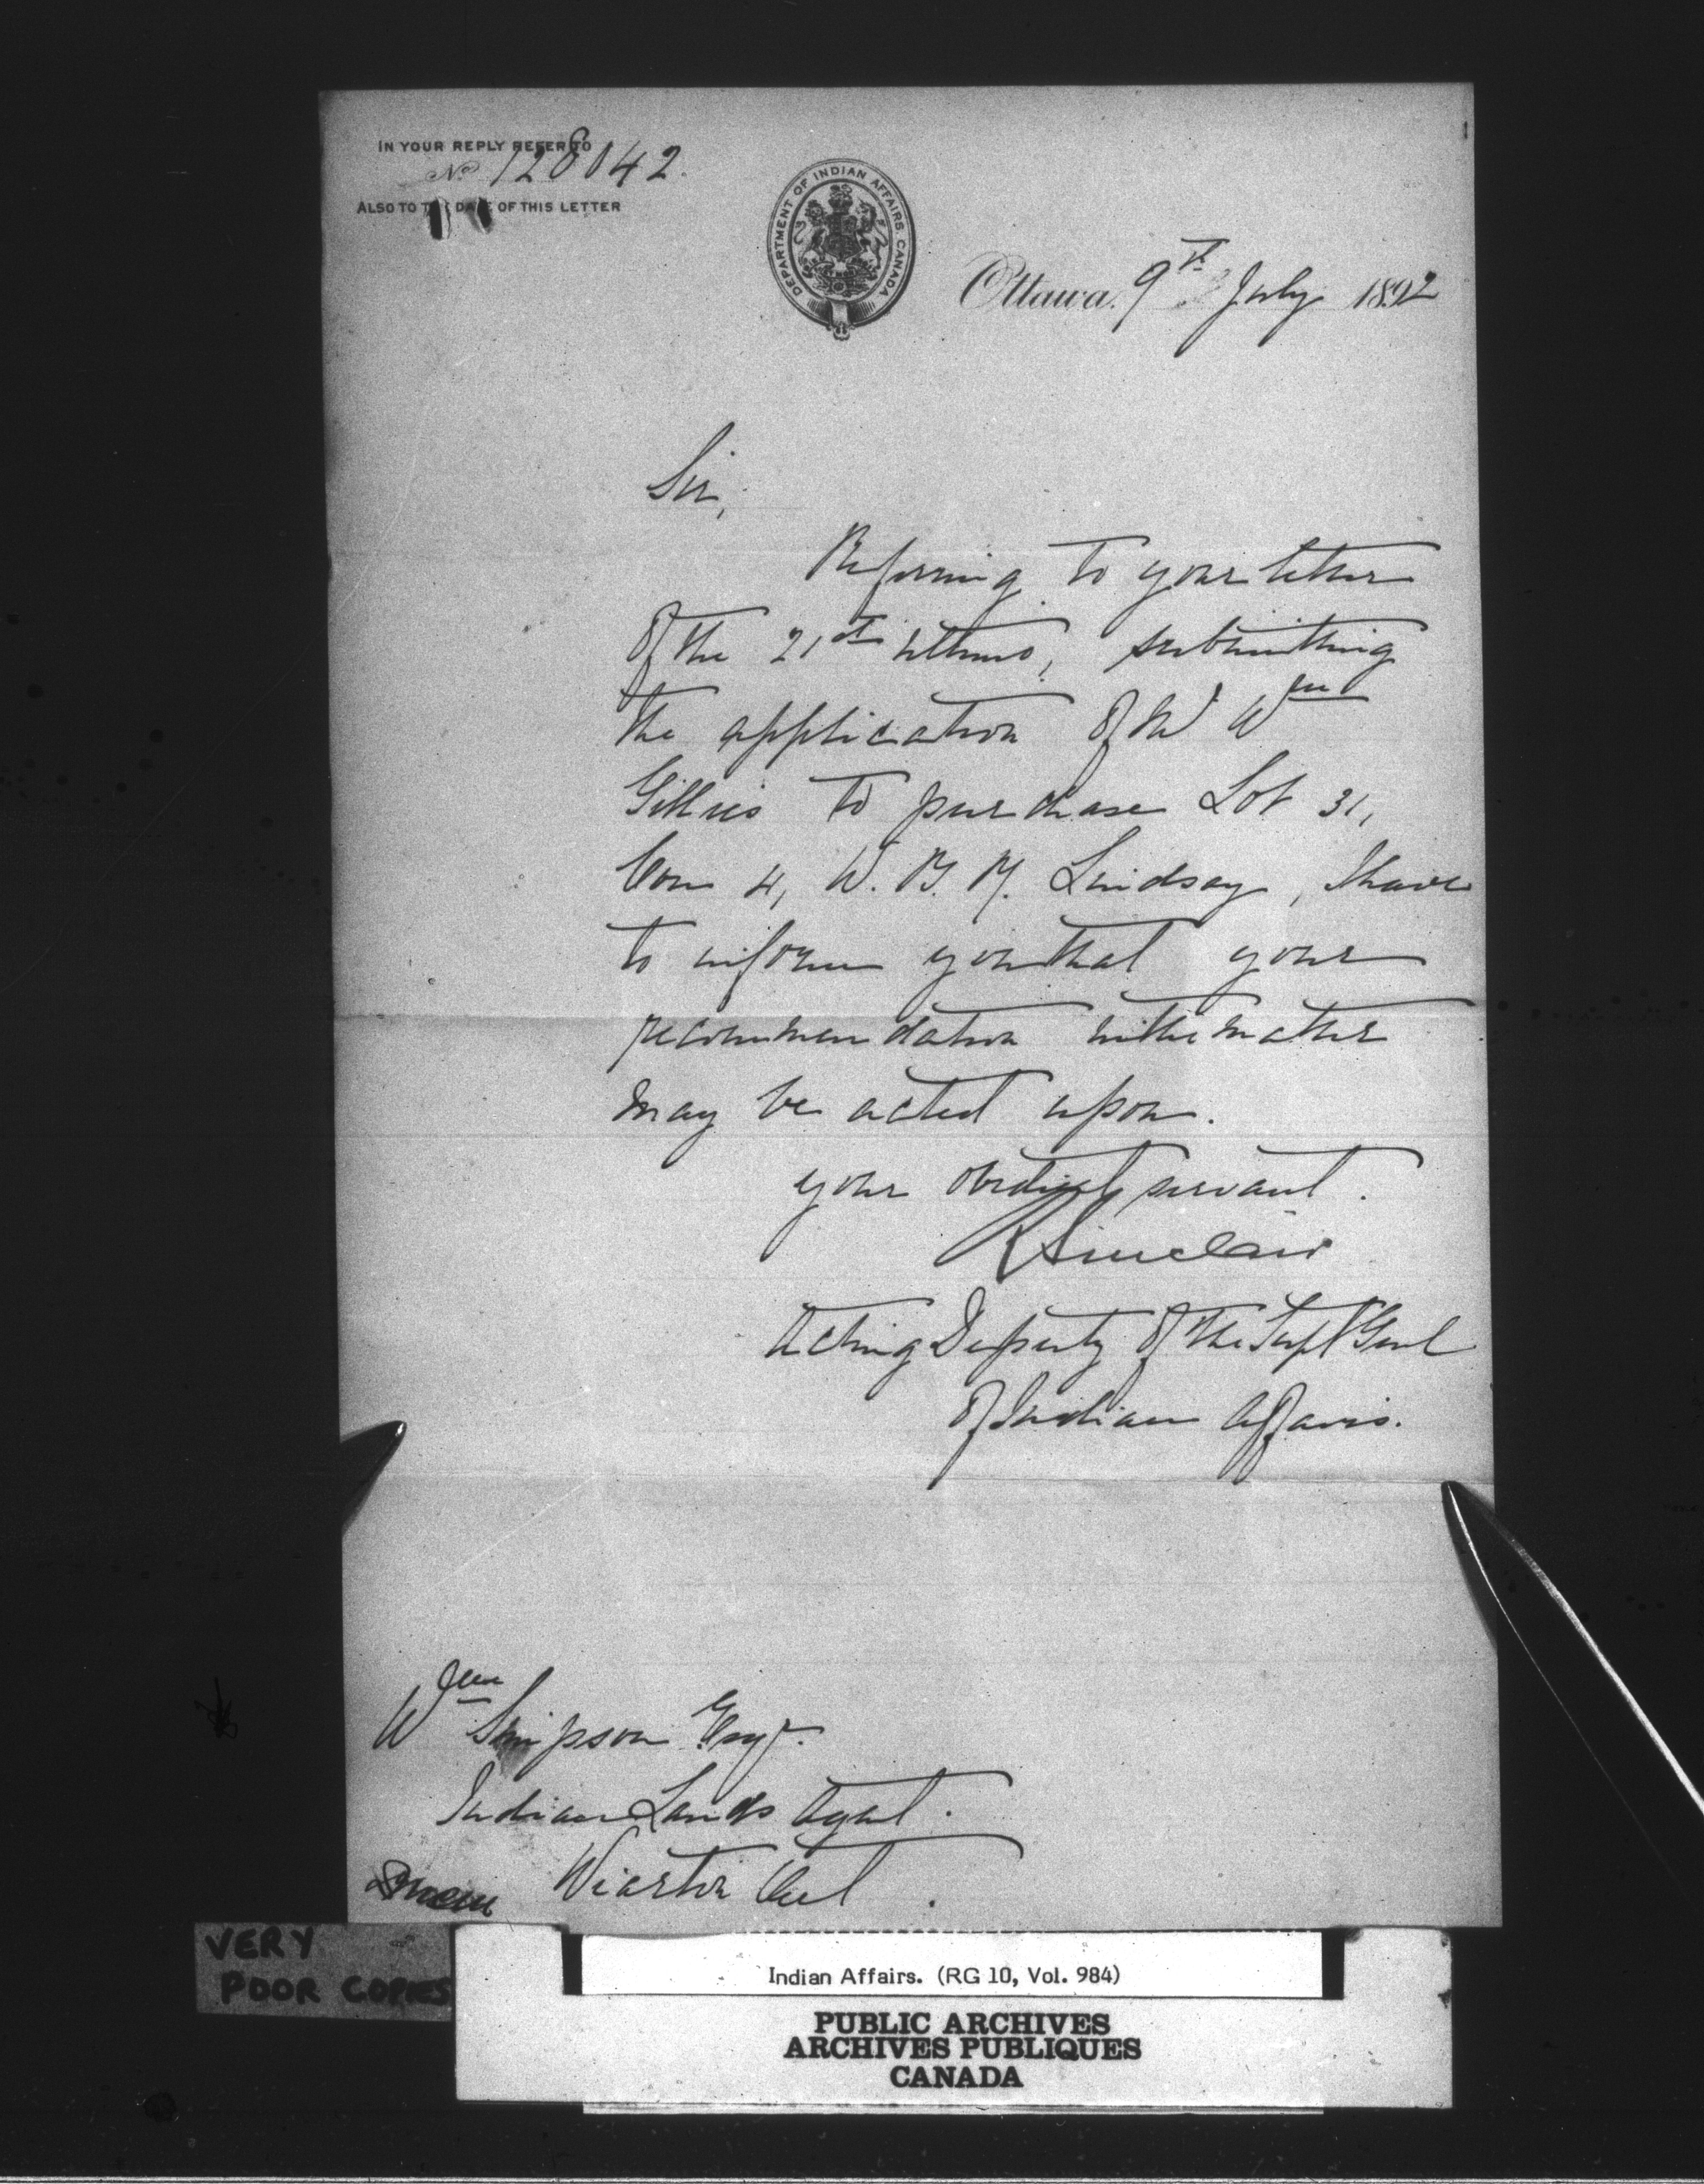 IN YOUR REPLY REFER TO
No 128042.
ALSO TO THE DATE OF THIS LETTER
DEPARTMENT OF INDIAN AFFAIRS. CANADA
Ottawa, 9th July 1892
Sir,
Referring to your letter
of the 21st ultimo, submitting
the application of Mr Wm
Gillies to purchase Lot 31,
Con 4, W. B. R. Lindsay, I have
to inform you that your
recommendation in the matter
may be acted upon.
your obedient servant.
R Sinclair
Acting Deputy of the Supt Genl
of Indian Affairs.
Wm Simpson Esqr.
Indian Lands Agent.
Wiarton Ont.
VERY
POOR COPIES
Indian Affairs. (RG 10, Vol. 984)
PUBLIC ARCHIVES
ARCHIVES PUBLIQUES
CANADA